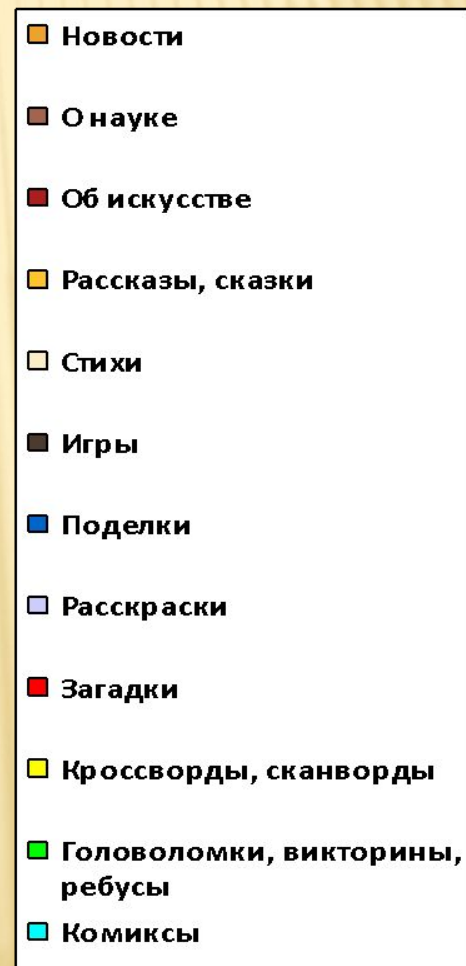 Новости
О науке
Об искусстве
Рассказы, сказки
Стихи
Игры
Поделки
Расскраски
Загадки
Кроссворды, сканворды
Головоломки, викторины,
ребусы
Комиксы